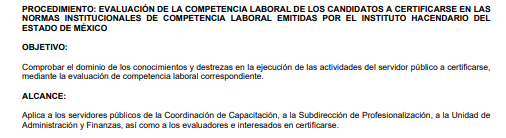 PROCEDIMIENTO: EVALUACIÓN DE LA COMPETENCIA LABORAL DE LOS CANDIDATOS A CERTIFICARSE EN LAS
NORMAS INSTITUCIONALES DE COMPETENCIA LABORAL EMITIDAS POR EL INSTITUTO HACENDARIO DEL
ESTADO DE MÉXICO
OBJETIVO:
Comprobar el dominio de los conocimientos y destrezas en la ejecución de las actividades del servidor público a certificarse,
mediante la evaluación de competencia laboral correspondiente.
ALCANCE:
Aplica a los servidores públicos de la Coordinación de Capacitación, a la Subdirección de Profesionalización, a la Unidad de
Administración y Finanzas, así como a los evaluadores e interesados en certificarse.